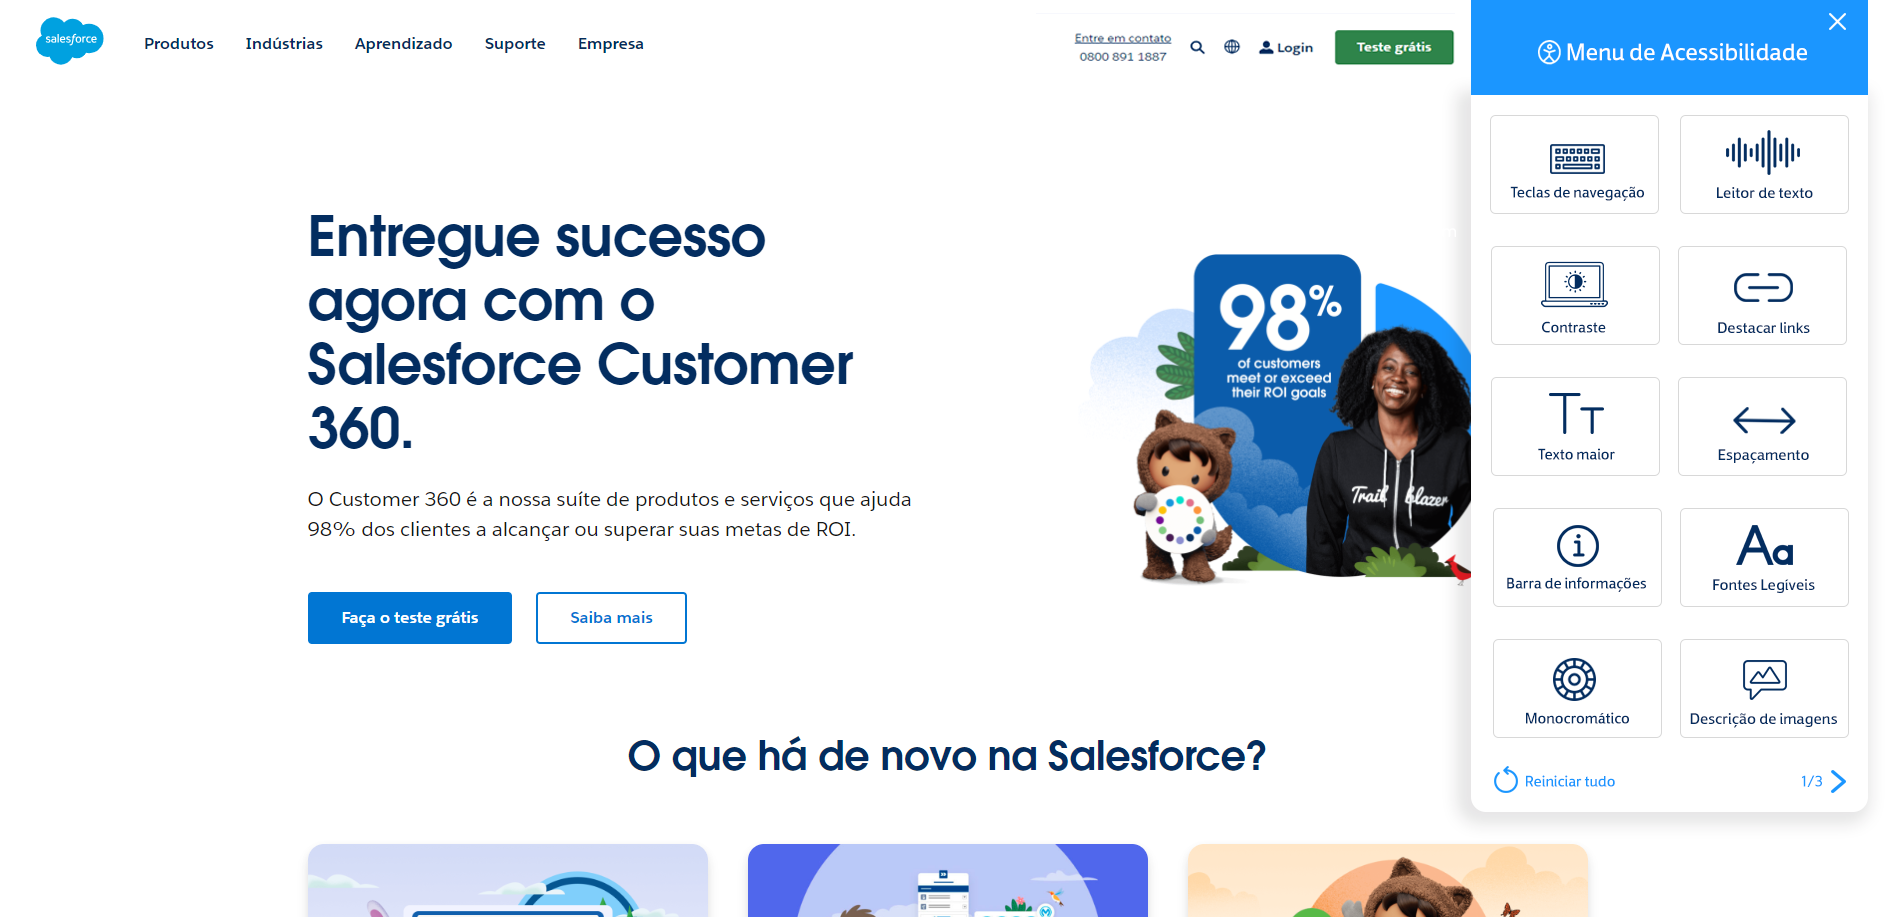 salesforce
Produtos
Indústrias
Aprendizado
Suporte
Empresa
Entre em contato
0800 891 1887
Login
Teste grátis
Menu de Acessibilidade
Teclas de navegação
Leitor de texto
Contraste
Destacar links
Texto maior
Espaçamento
Barra de informações
Fontes Legíveis
Monocromático
Descrição de imagens
Reiniciar tudo
1/3
Entregue sucesso
agora com o
Salesforce Customer
360.
O Customer 360 é a nossa suíte de produtos e serviços que ajuda
98% dos clientes a alcançar ou superar suas metas de ROI.
Faça o teste grátis
Saiba mais
98%
of customers
meet or exceed
their ROI goals
Trail blazer
O que há de novo na Salesforce?